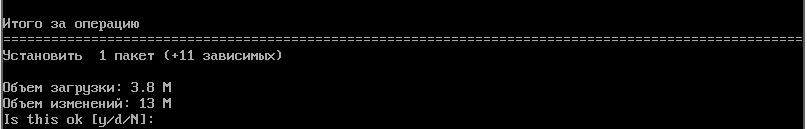 Итого за операцию
====================================================================================================
Установить  1 пакет (+11 зависимых)
Объем загрузки: 3.8 M
Объем изменений: 13 M
Is this ok [y/d/N]: